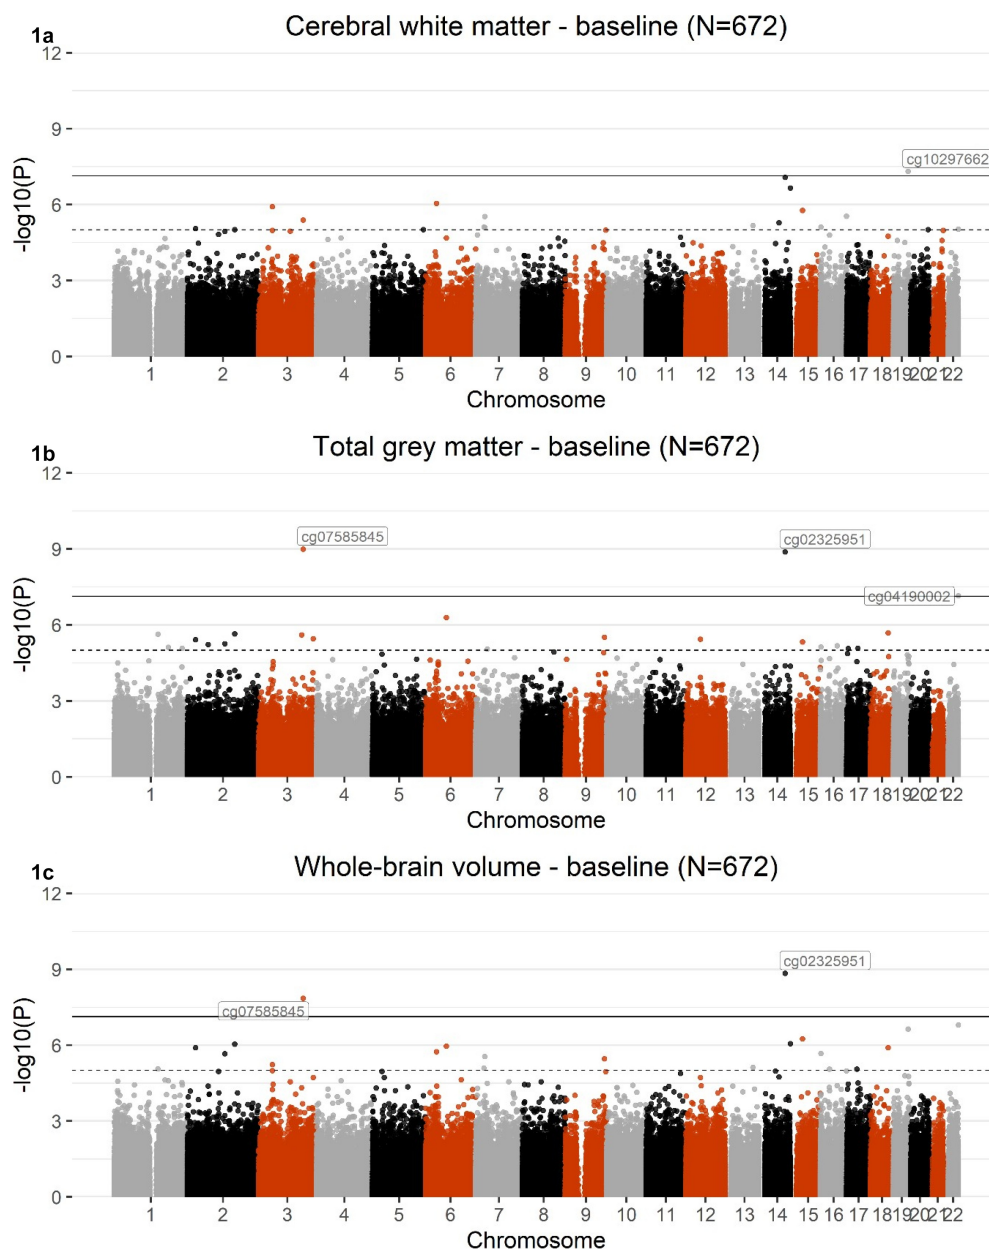 1a
Cerebral white matter - baseline (N=672)
12
9
6
3
0
-log10(P)
cg10297662
1 2 3 4 5 6 7 8 9 10 11 12 13 14 15 16 17 18 19 20 21 22
Chromosome
1b
Total grey matter - baseline (N=672)
12
9
6
3
0
-log10(P)
cg07585845
cg02325951
cg04190002
1 2 3 4 5 6 7 8 9 10 11 12 13 14 15 16 17 18 19 20 21 22
Chromosome
1c
Whole-brain volume - baseline (N=672)
12
9
6
3
0
-log10(P)
cg02325951
cg07585845
1 2 3 4 5 6 7 8 9 10 11 12 13 14 15 16 17 18 19 20 21 22
Chromosome